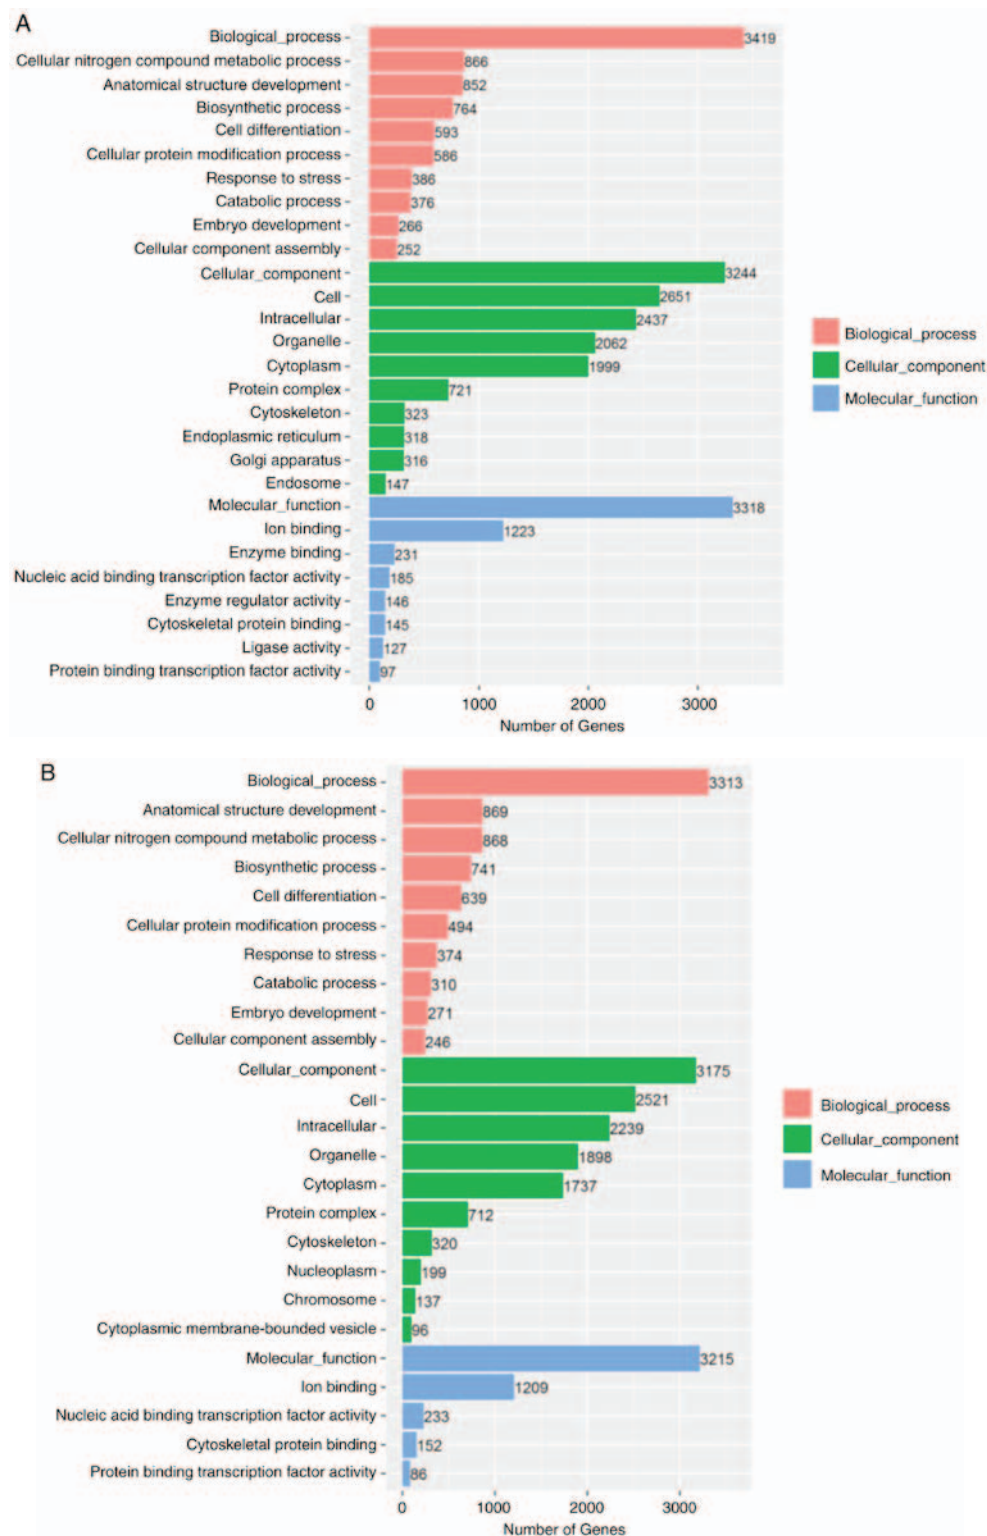 A
Biological_process 3419
Cellular nitrogen compound metabolic process 866
Anatomical structure development 852
Biosynthetic process 764
Cell differentiation 593
Cellular protein modification process 586
Response to stress 386
Catabolic process 376
Embryo development 266
Cellular component assembly 252
Cellular_component 3244
Cell 2651
Intracellular 2437
Organelle 2062
Cytoplasm 1999
Protein complex 721
Cytoskeleton 323
Endoplasmic reticulum 318
Golgi apparatus 316
Endosome 147
Molecular_function 3318
Ion binding 1223
Enzyme binding 231
Nucleic acid binding transcription factor activity 185
Enzyme regulator activity 146
Cytoskeletal protein binding 145
Ligase activity 127
Protein binding transcription factor activity 97
0 1000 2000 3000
Number of Genes
Biological_process
Cellular_component
Molecular_function
B
Biological_process 3313
Anatomical structure development 869
Cellular nitrogen compound metabolic process 868
Biosynthetic process 741
Cell differentiation 639
Cellular protein modification process 494
Response to stress 374
Catabolic process 310
Embryo development 271
Cellular component assembly 246
Cellular_component 3175
Cell 2521
Intracellular 2239
Organelle 1898
Cytoplasm 1737
Protein complex 712
Cytoskeleton 320
Nucleoplasm 199
Chromosome 137
Cytoplasmic membrane-bounded vesicle 96
Molecular_function 3215
Ion binding 1209
Nucleic acid binding transcription factor activity 233
Cytoskeletal protein binding 152
Protein binding transcription factor activity 86
0 1000 2000 3000
Number of Genes
Biological_process
Cellular_component
Molecular_function